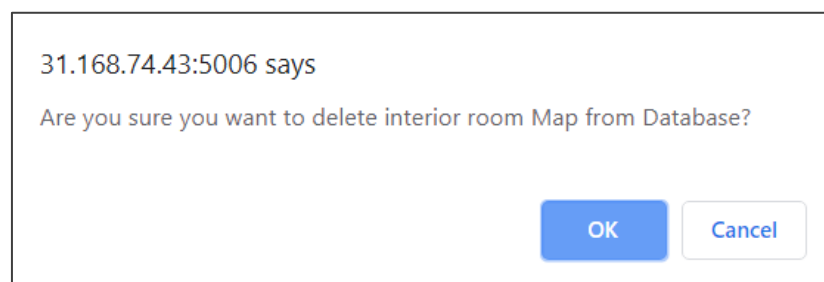 31.168.74.43:5006 says
Are you sure you want to delete interior room Map from Database?
OK
Cancel